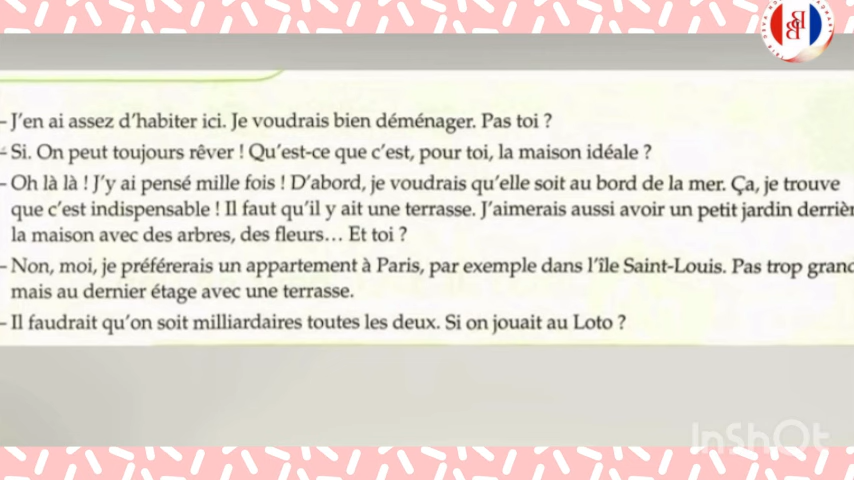 – J'en ai assez d'habiter ici. Je voudrais bien déménager. Pas toi ?
– Si. On peut toujours rêver ! Qu'est-ce que c'est, pour toi, la maison idéale ?
– Oh là là ! J'y ai pensé mille fois ! D'abord, je voudrais qu'elle soit au bord de la mer. Ça, je trouve
que c'est indispensable ! Il faut qu'il y ait une terrasse. J'aimerais aussi avoir un petit jardin derrièr
la maison avec des arbres, des fleurs… Et toi ?
– Non, moi, je préférerais un appartement à Paris, par exemple dans l'île Saint-Louis. Pas trop grand
mais au dernier étage avec une terrasse.
– Il faudrait qu'on soit milliardaires toutes les deux. Si on jouait au Loto ?
InShOt